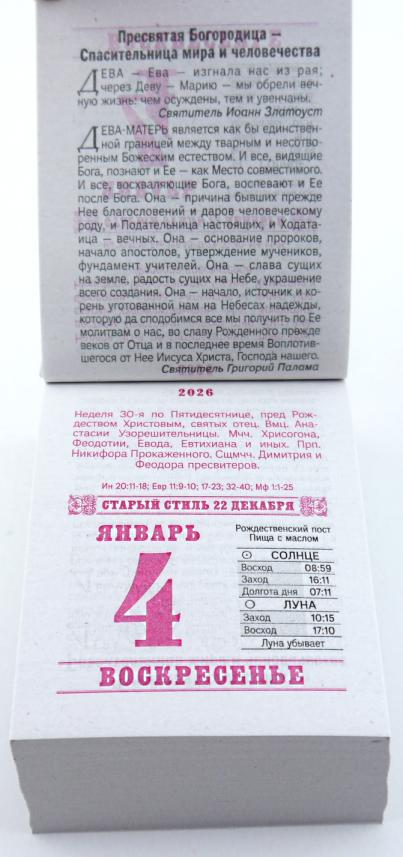 Пресвятая Богородица –
Спасительница мира и человечества
ДЕВА – Ева – изгнала нас из рая;
через Деву – Марию – мы обрели веч-
ную жизнь: чем осуждены, тем и увенчаны.
Святитель Иоанн Златоуст
ДЕВА-МАТЕРЬ является как бы единствен-
ной границей между тварным и несотво-
ренным Божеским естеством. И все, видящие
Бога, познают и Ее – как Место совместимого.
И все, восхваляющие Бога, воспевают и Ее
после Бога. Она – причина бывших прежде
Нее благословений и даров человеческому
роду, и Подательница настоящих, и Ходата-
ица – вечных. Она – основание пророков,
начало апостолов, утверждение мучеников,
фундамент учителей. Она – слава сущих
на земле, радость сущих на Небе, украшение
всего создания. Она – начало, источник и ко-
рень уготованной нам на Небесах надежды,
которую да сподобимся все мы получить по Ее
молитвам о нас, во славу Рожденного прежде
веков от Отца и в последнее время Воплотив-
шегося от Нее Иисуса Христа, Господа нашего.
Святитель Григорий Палама
2026
Неделя 30-я по Пятидесятнице, пред Рож-
деством Христовым, святых отец. Вмц. Ана-
стасии Узорешительницы. Мчч. Хрисогона,
Феодотии, Евода, Евтихиана и иных. Прп.
Никифора Прокаженного. Сщмчч. Димитрия и
Феодора пресвитеров.
Ин 20:11-18; Евр 11:9-10; 17-23; 32-40; Мф 1:1-25
СТАРЫЙ СТИЛЬ 22 ДЕКАБРЯ
ЯНВАРЬ
4
Рождественский пост
Пища с маслом
СОЛНЦЕ
Восход 08:59
Заход 16:11
Долгота дня 07:11
ЛУНА
Заход 10:15
Восход 17:10
Луна убывает
ВОСКРЕСЕНЬЕ